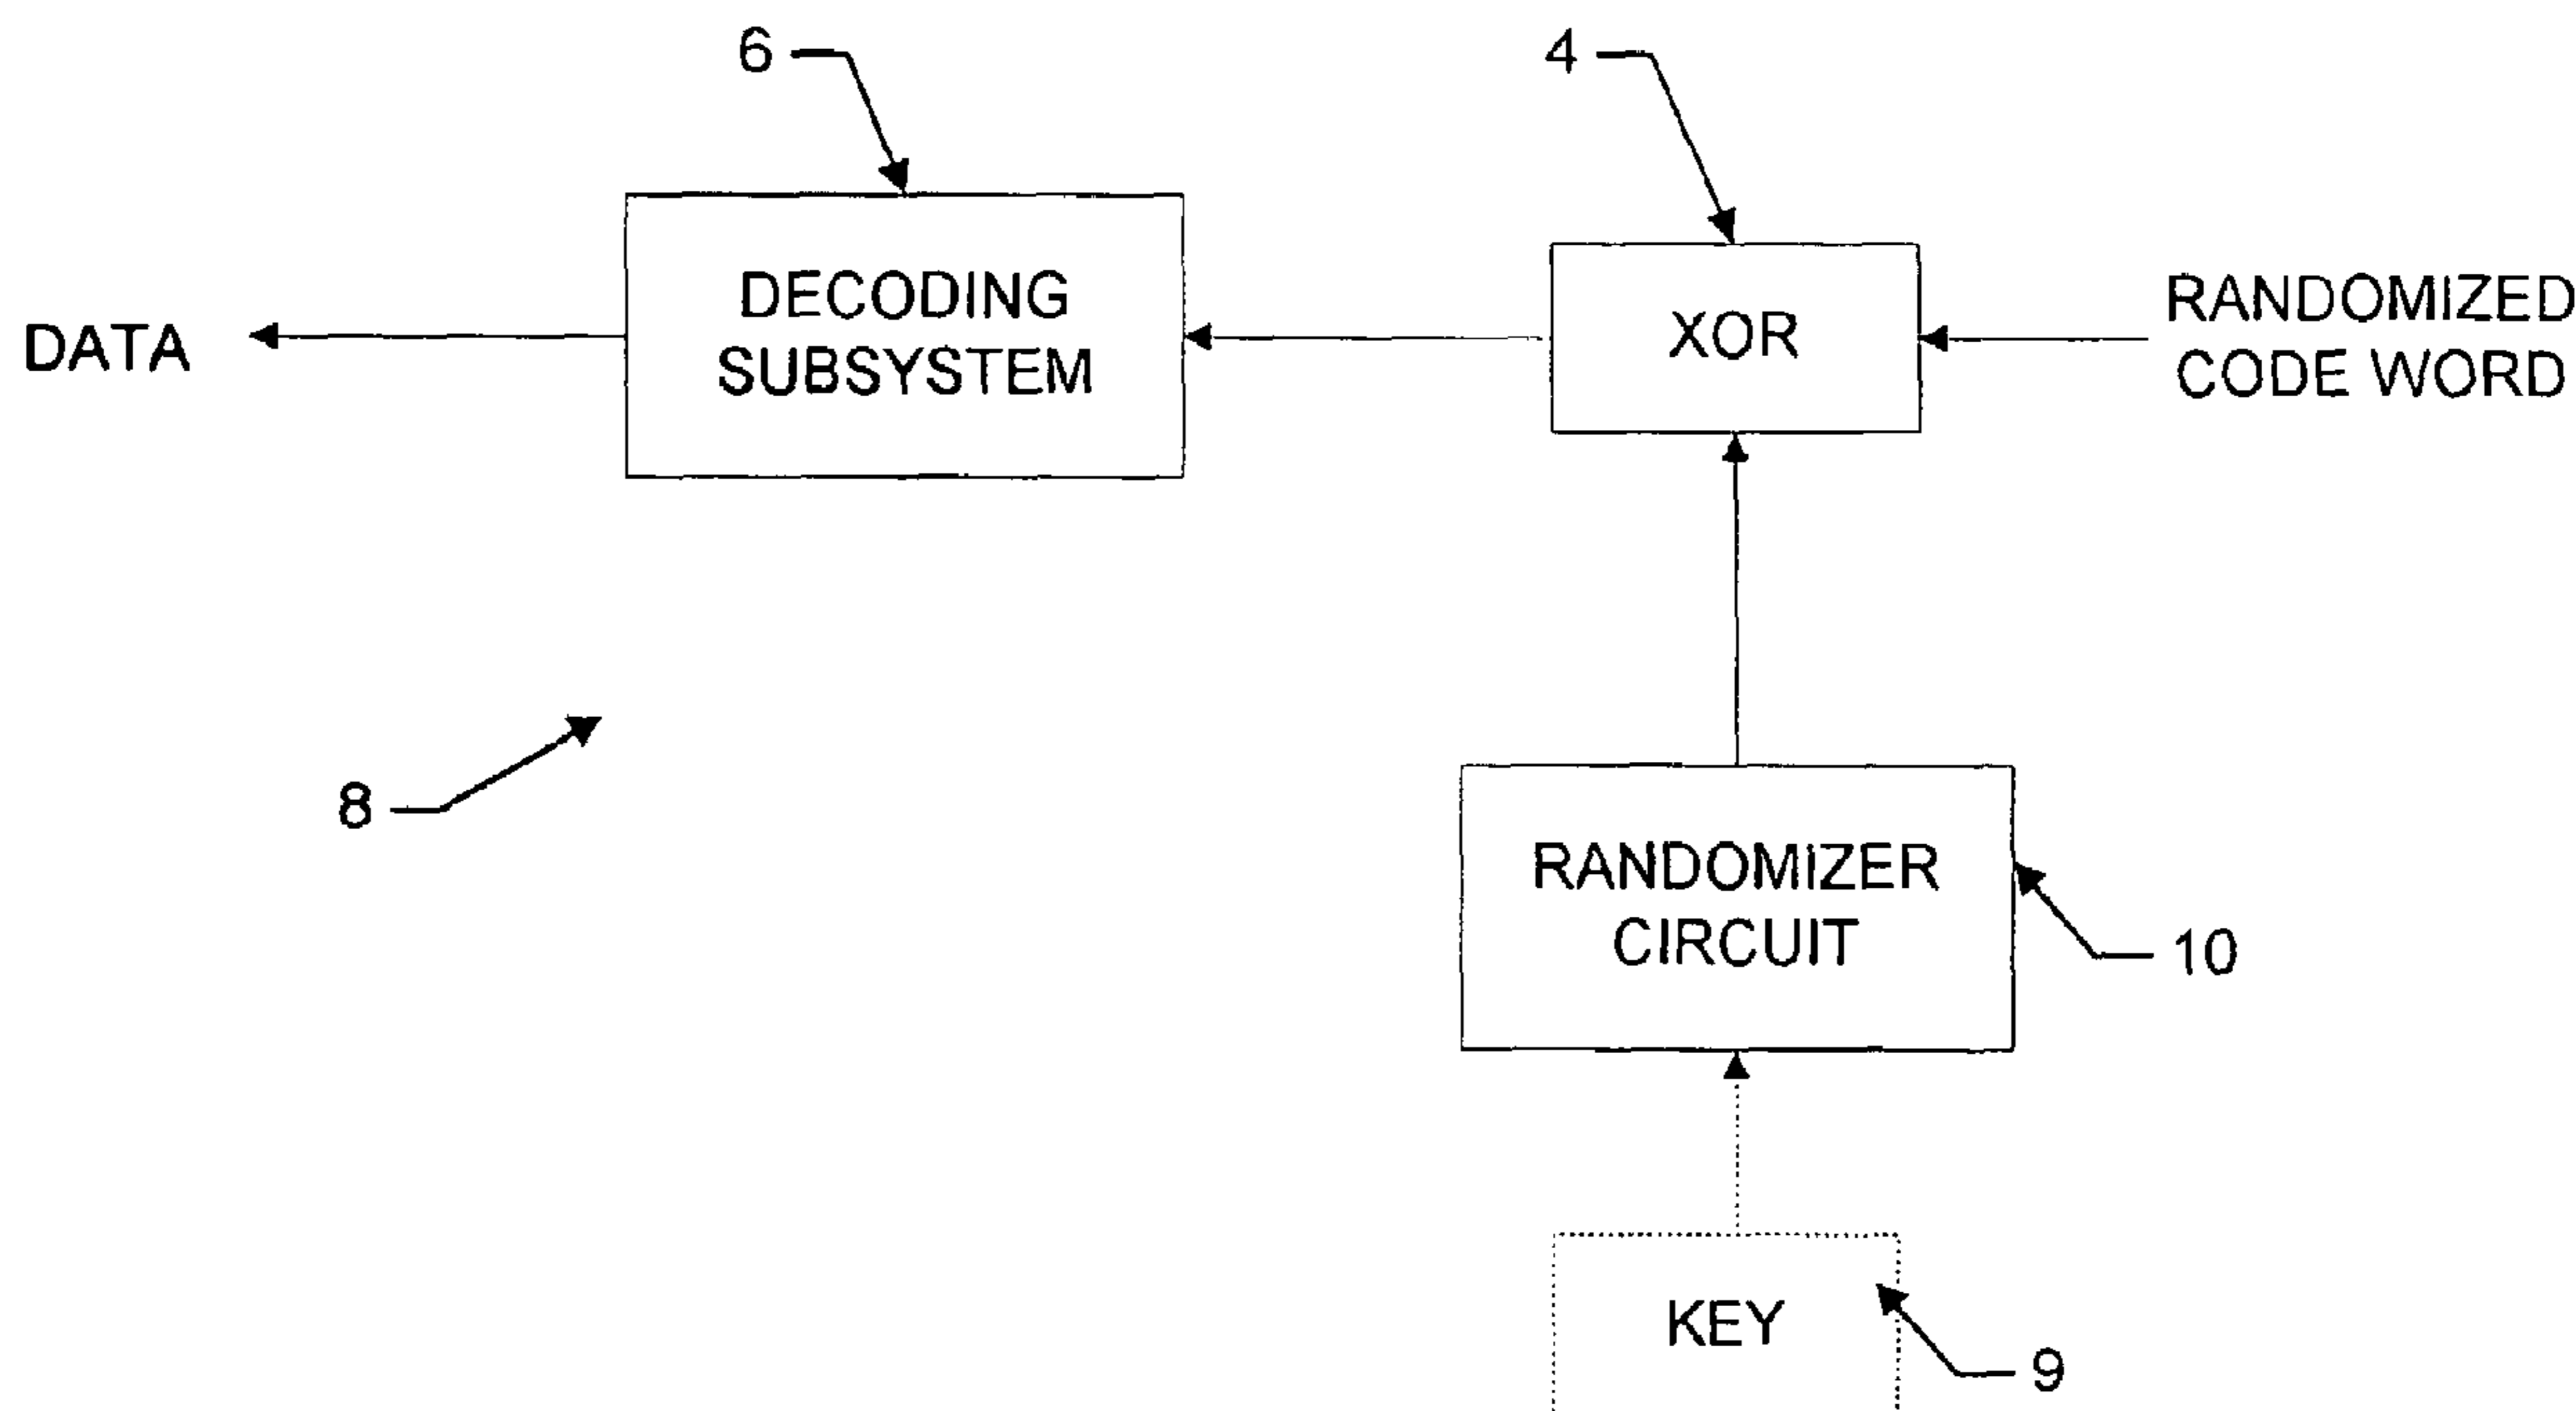 6
4
DECODING
SUBSYSTEM
XOR
RANDOMIZED
CODE WORD
DATA
8
RANDOMIZER
CIRCUIT
10
KEY
9